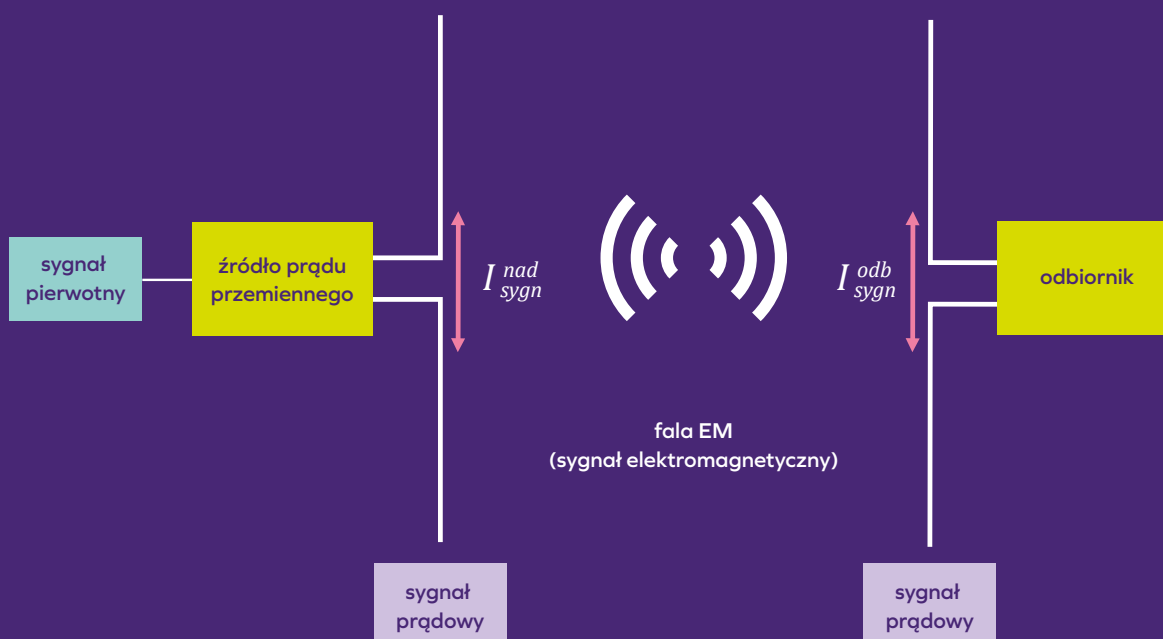 sygnał
pierwotny
źródło prądu
przemiennego
I nad sygn
I odb sygn
odbiornik
fala EM
(sygnał elektromagnetyczny)
sygnał
prądowy
sygnał
prądowy